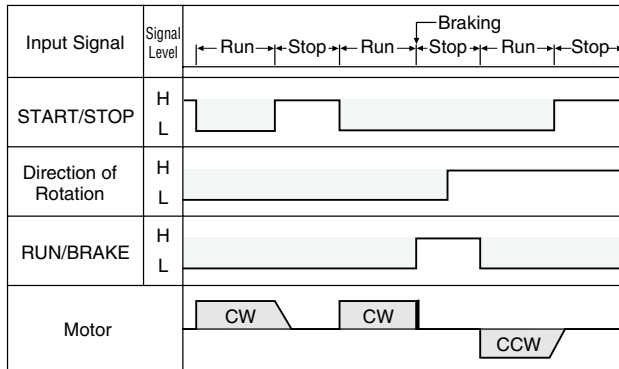 Braking
Input Signal
Signal
Level
Run Stop Run Stop Run Stop
START/STOP
H
L
Direction of
Rotation
H
L
RUN/BRAKE
H
L
Motor
CW CW
CCW